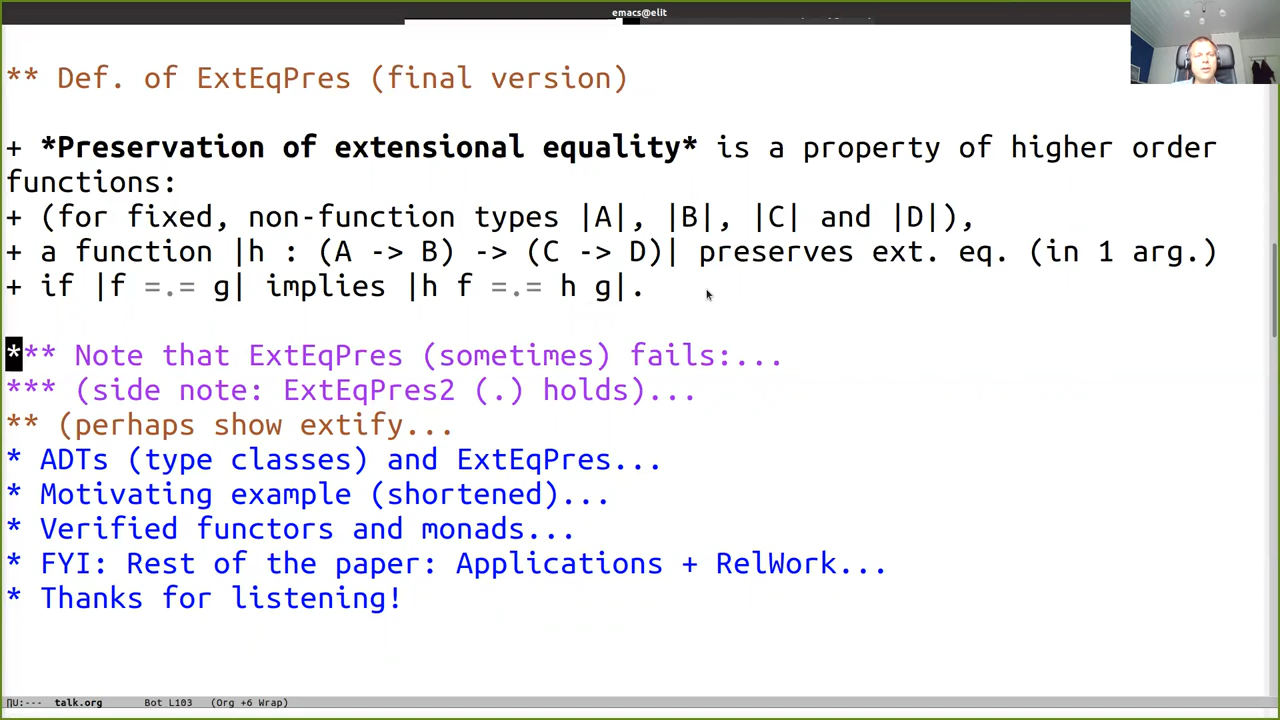 emacs@elit
** Def. of ExtEqPres (final version)
+ *Preservation of extensional equality* is a property of higher order
functions:
+ (for fixed, non-function types |A|, |B|, |C| and |D|),
+ a function |h : (A -> B) -> (C -> D)| preserves ext. eq. (in 1 arg.)
+ if |f =.= g| implies |h f =.= h g|.
*** Note that ExtEqPres (sometimes) fails:...
*** (side note: ExtEqPres2 (.) holds)...
** (perhaps show extify...
* ADTs (type classes) and ExtEqPres...
* Motivating example (shortened)...
* Verified functors and monads...
* FYI: Rest of the paper: Applications + RelWork...
* Thanks for listening!
U:--- talk.org Bot L103 (Org +6 Wrap)